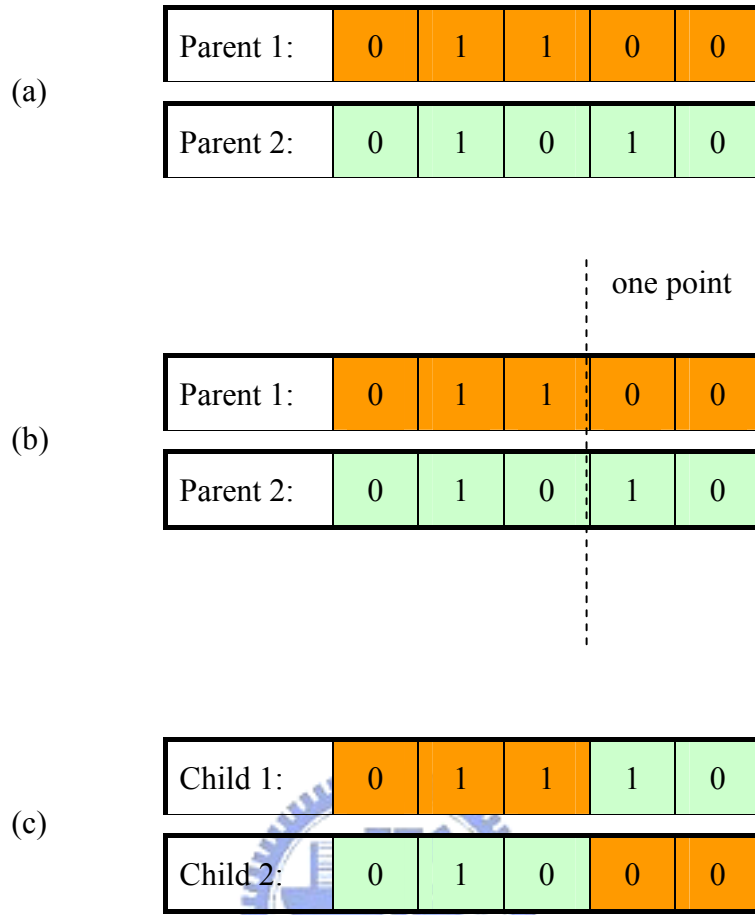 Parent 1: 0 1 1 0 0
(a)
Parent 2: 0 1 0 1 0
one point
Parent 1: 0 1 1 0 0
(b)
Parent 2: 0 1 0 1 0
Child 1: 0 1 1 1 0
(c)
Child 2: 0 1 0 0 0